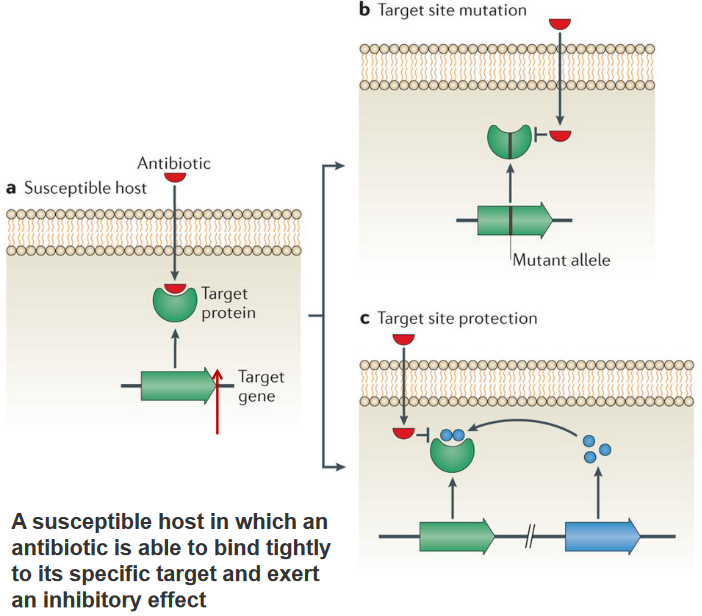 b Target site mutation
Antibiotic
a Susceptible host
Target
protein
Target
gene
Mutant allele
c Target site protection
A susceptible host in which an
antibiotic is able to bind tightly
to its specific target and exert
an inhibitory effect